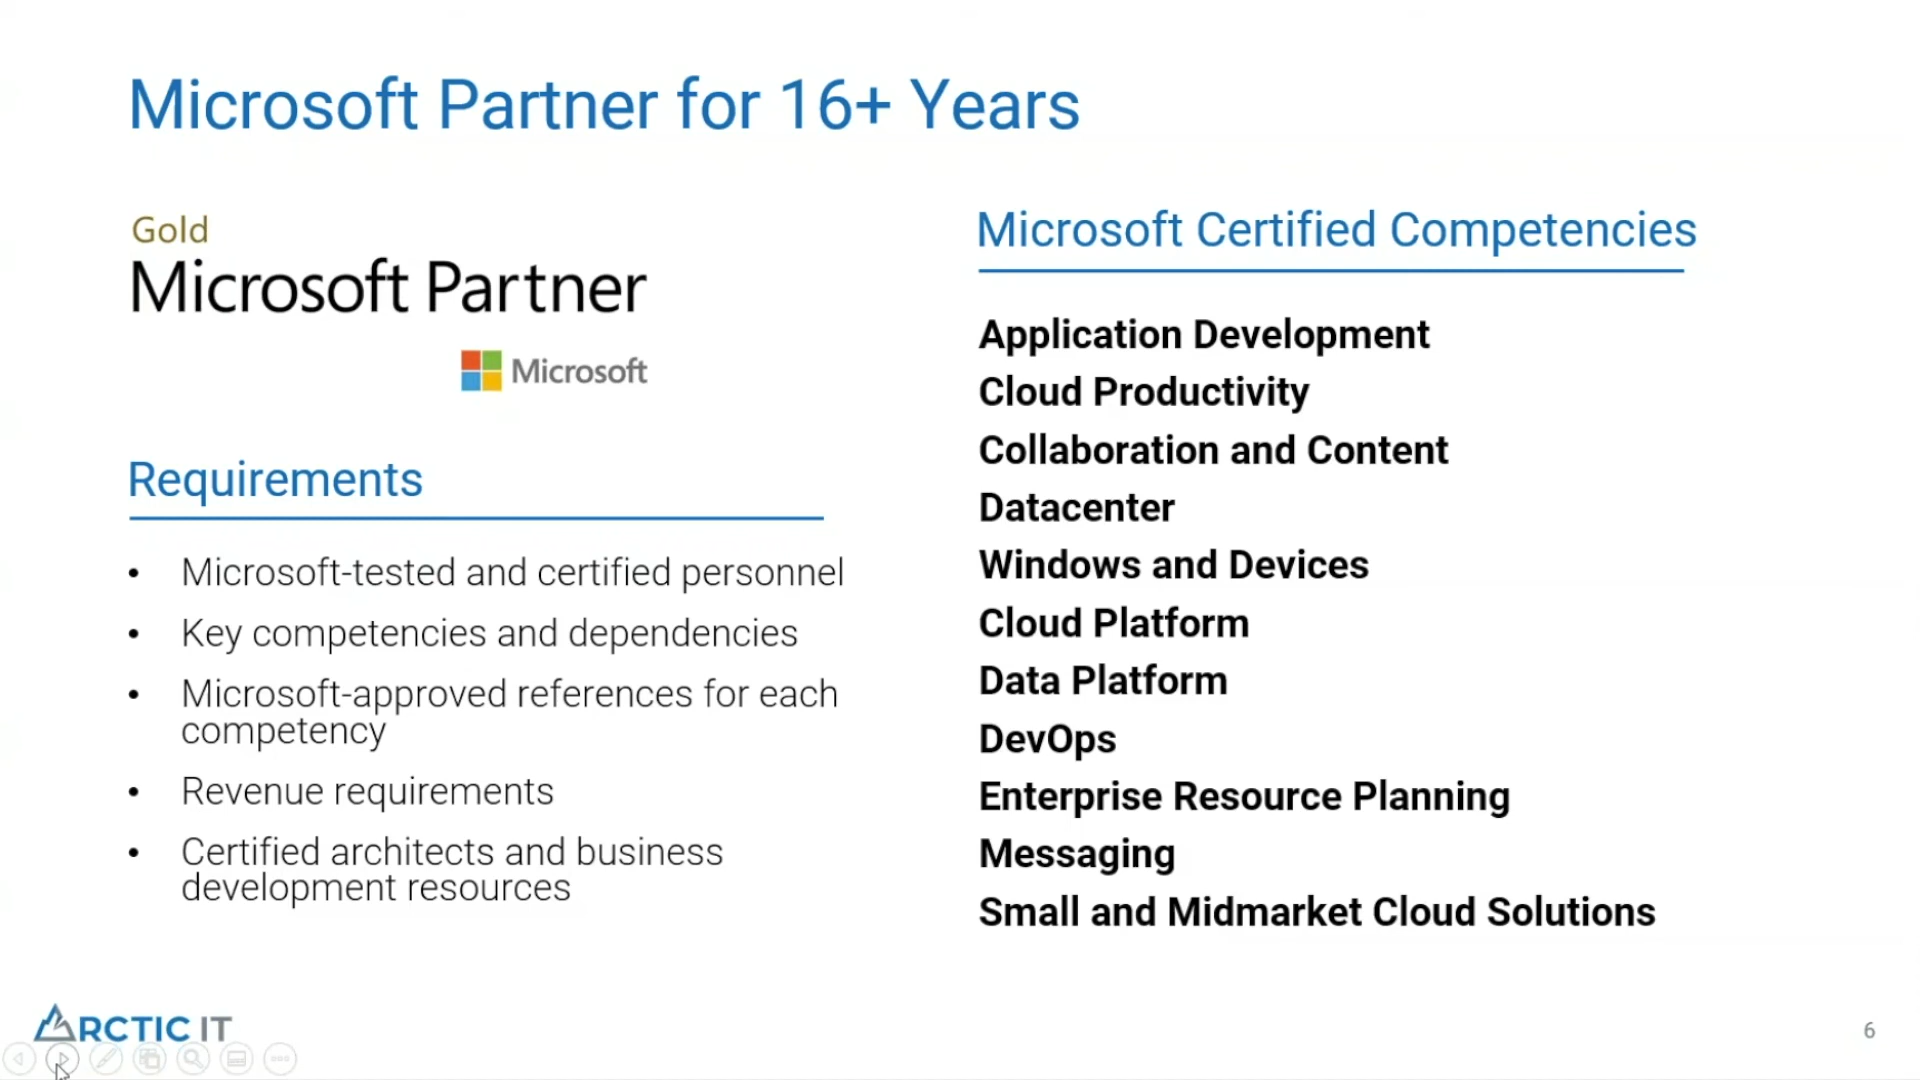 Microsoft Partner for 16+ Years
Gold
Microsoft Partner
Microsoft
Requirements
• Microsoft-tested and certified personnel
• Key competencies and dependencies
• Microsoft-approved references for each
competency
• Revenue requirements
• Certified architects and business
development resources
Microsoft Certified Competencies
Application Development
Cloud Productivity
Collaboration and Content
Datacenter
Windows and Devices
Cloud Platform
Data Platform
DevOps
Enterprise Resource Planning
Messaging
Small and Midmarket Cloud Solutions
ARCTIC IT
6